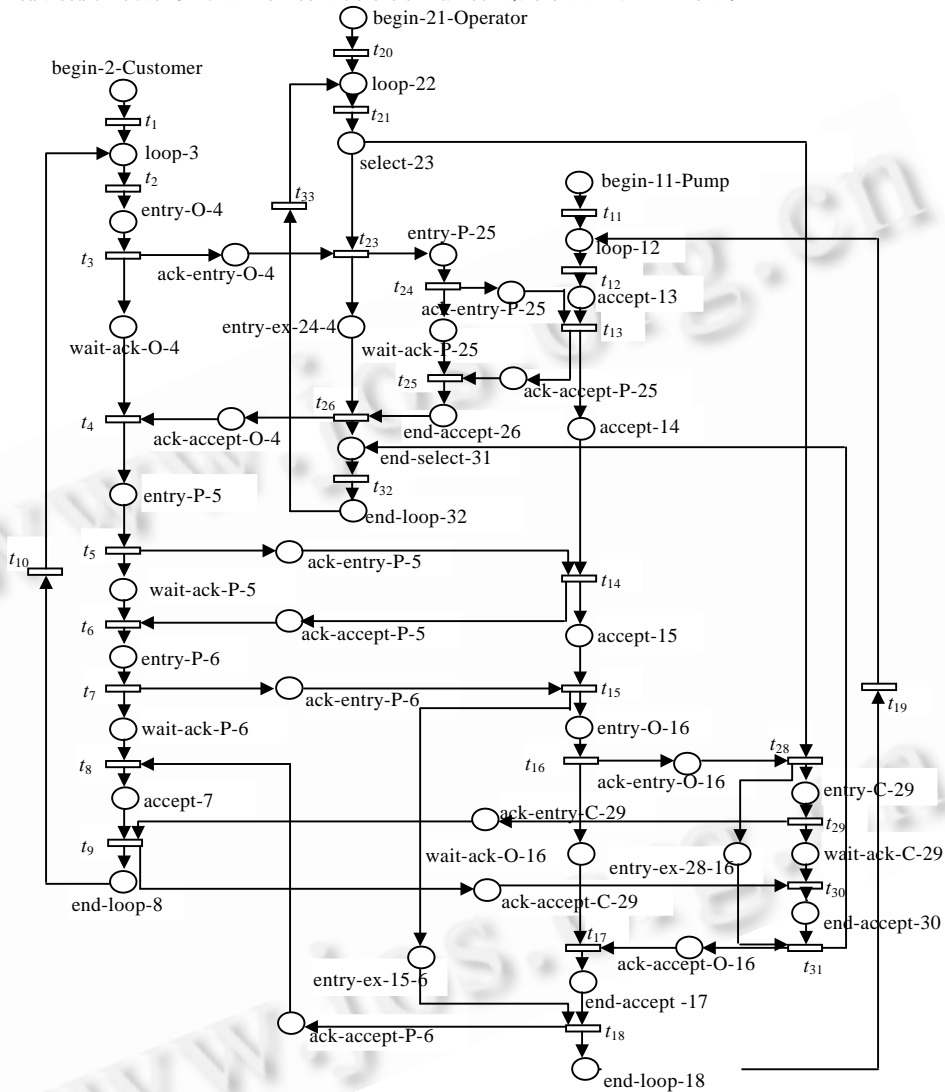 begin-21-Operator
t20
begin-2-Customer
loop-22
t1
t21
loop-3
select-23
t2
begin-11-Pump
entry-O-4
t33
t11
entry-P-25
loop-12
t3
t23
ack-entry-O-4
t12
t24
accept-13
ack-entry-P-25
entry-ex-24-4
t13
wait-ack-O-4
wait-ack-P-25
t25
ack-accept-P-25
t26
t4
end-accept-26
accept-14
ack-accept-O-4
end-select-31
t32
entry-P-5
end-loop-32
t5
t10
ack-entry-P-5
wait-ack-P-5
t14
t6
ack-accept-P-5
accept-15
entry-P-6
t7
t15
ack-entry-P-6
t19
wait-ack-P-6
entry-O-16
t28
t8
t16
ack-entry-O-16
accept-7
entry-C-29
ack-entry-C-29
t29
t9
wait-ack-O-16
entry-ex-28-16
wait-ack-C-29
end-loop-8
t30
ack-accept-C-29
end-accept-30
t17
ack-accept-O-16
t31
entry-ex-15-6
end-accept -17
ack-accept-P-6
t18
end-loop-18